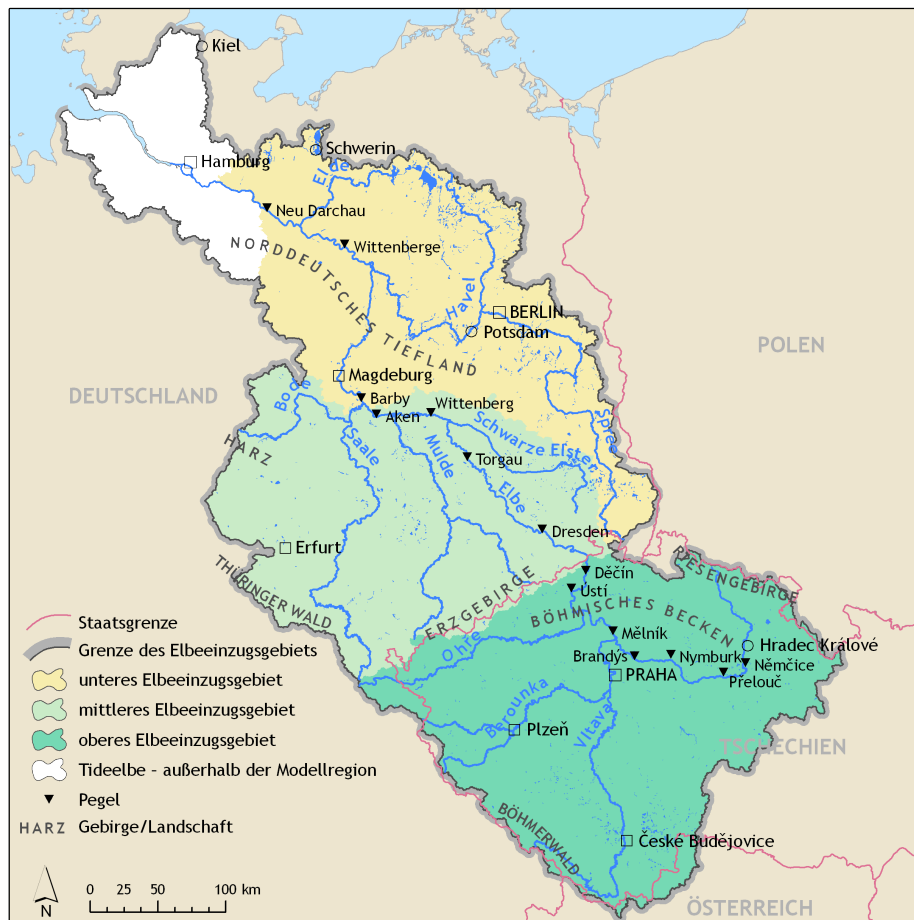 Kiel
Schwerin
Hamburg
Elde
Neu Darchau
Wittenberge
NORDDEUTSCHES TIEFLAND
Havel
BERLIN
Potsdam
POLEN
DEUTSCHLAND
Magdeburg
Barby
Wittenberg
Aken
Bode
Spree
Schwarze Elster
HARZ
Saale
Mulde
Torgau
Elbe
Dresden
Erfurt
THÜRINGER WALD
ERZGEBIRGE
RIESENGEBIRGE
Děčín
Ústí
BÖHMISCHES BECKEN
Mělník
Ohře
Hradec Králové
Brandýs
Nymburk
Němčice
PRAHA
Přelouč
Berounka
Vltava
Plzeň
TSCHECHIEN
BÖHMERWALD
České Budějovice
ÖSTERREICH
Staatsgrenze
Grenze des Elbeeinzugsgebiets
unteres Elbeeinzugsgebiet
mittleres Elbeeinzugsgebiet
oberes Elbeeinzugsgebiet
Tideelbe - außerhalb der Modellregion
Pegel
HARZ Gebirge/Landschaft
N
0 25 50 100 km